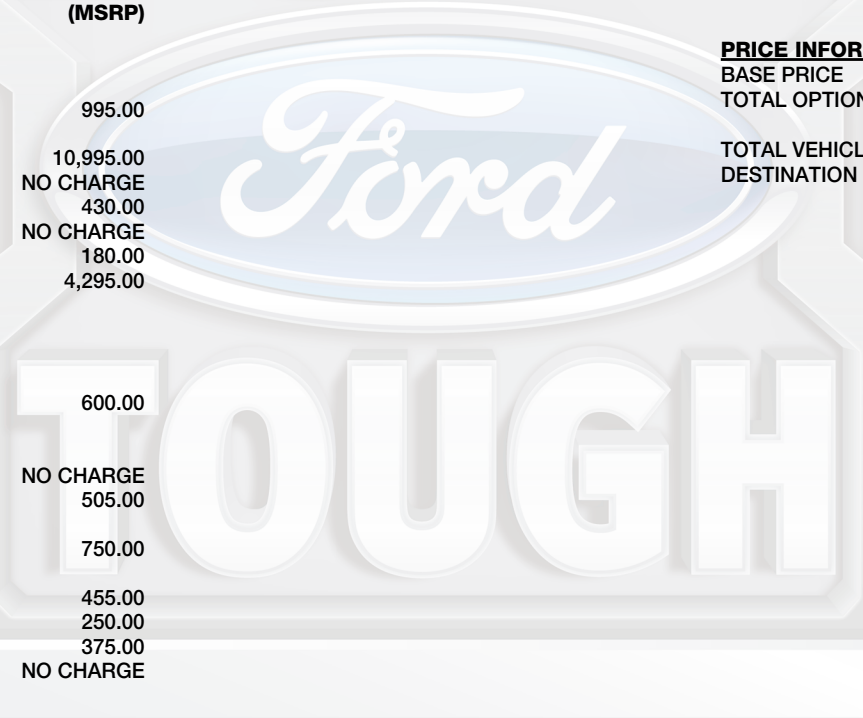 (MSRP)
995.00
10,995.00
NO CHARGE
430.00
NO CHARGE
180.00
4,295.00
600.00
NO CHARGE
505.00
750.00
455.00
250.00
375.00
NO CHARGE
PRICE INFOR
BASE PRICE
TOTAL OPTION
TOTAL VEHICL
DESTINATION
Ford
TOUGH